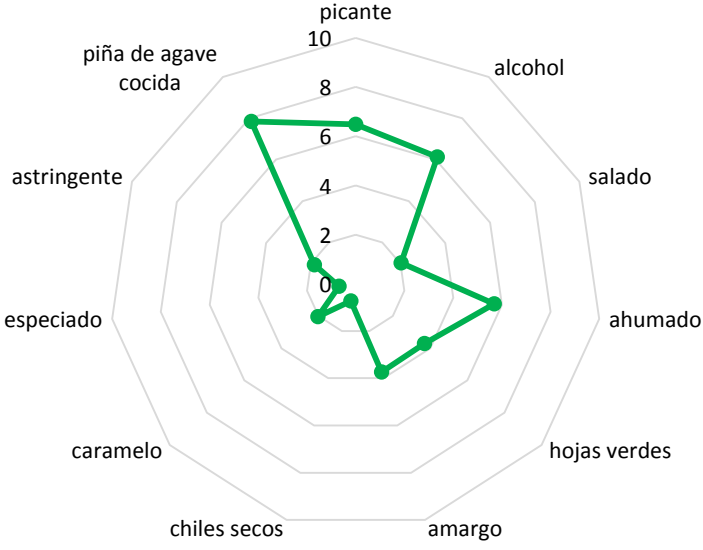 picante
10
piña de agave
cocida
alcohol
8
6
astringente
salado
4
2
0
especiado
ahumado
caramelo
hojas verdes
chiles secos
amargo